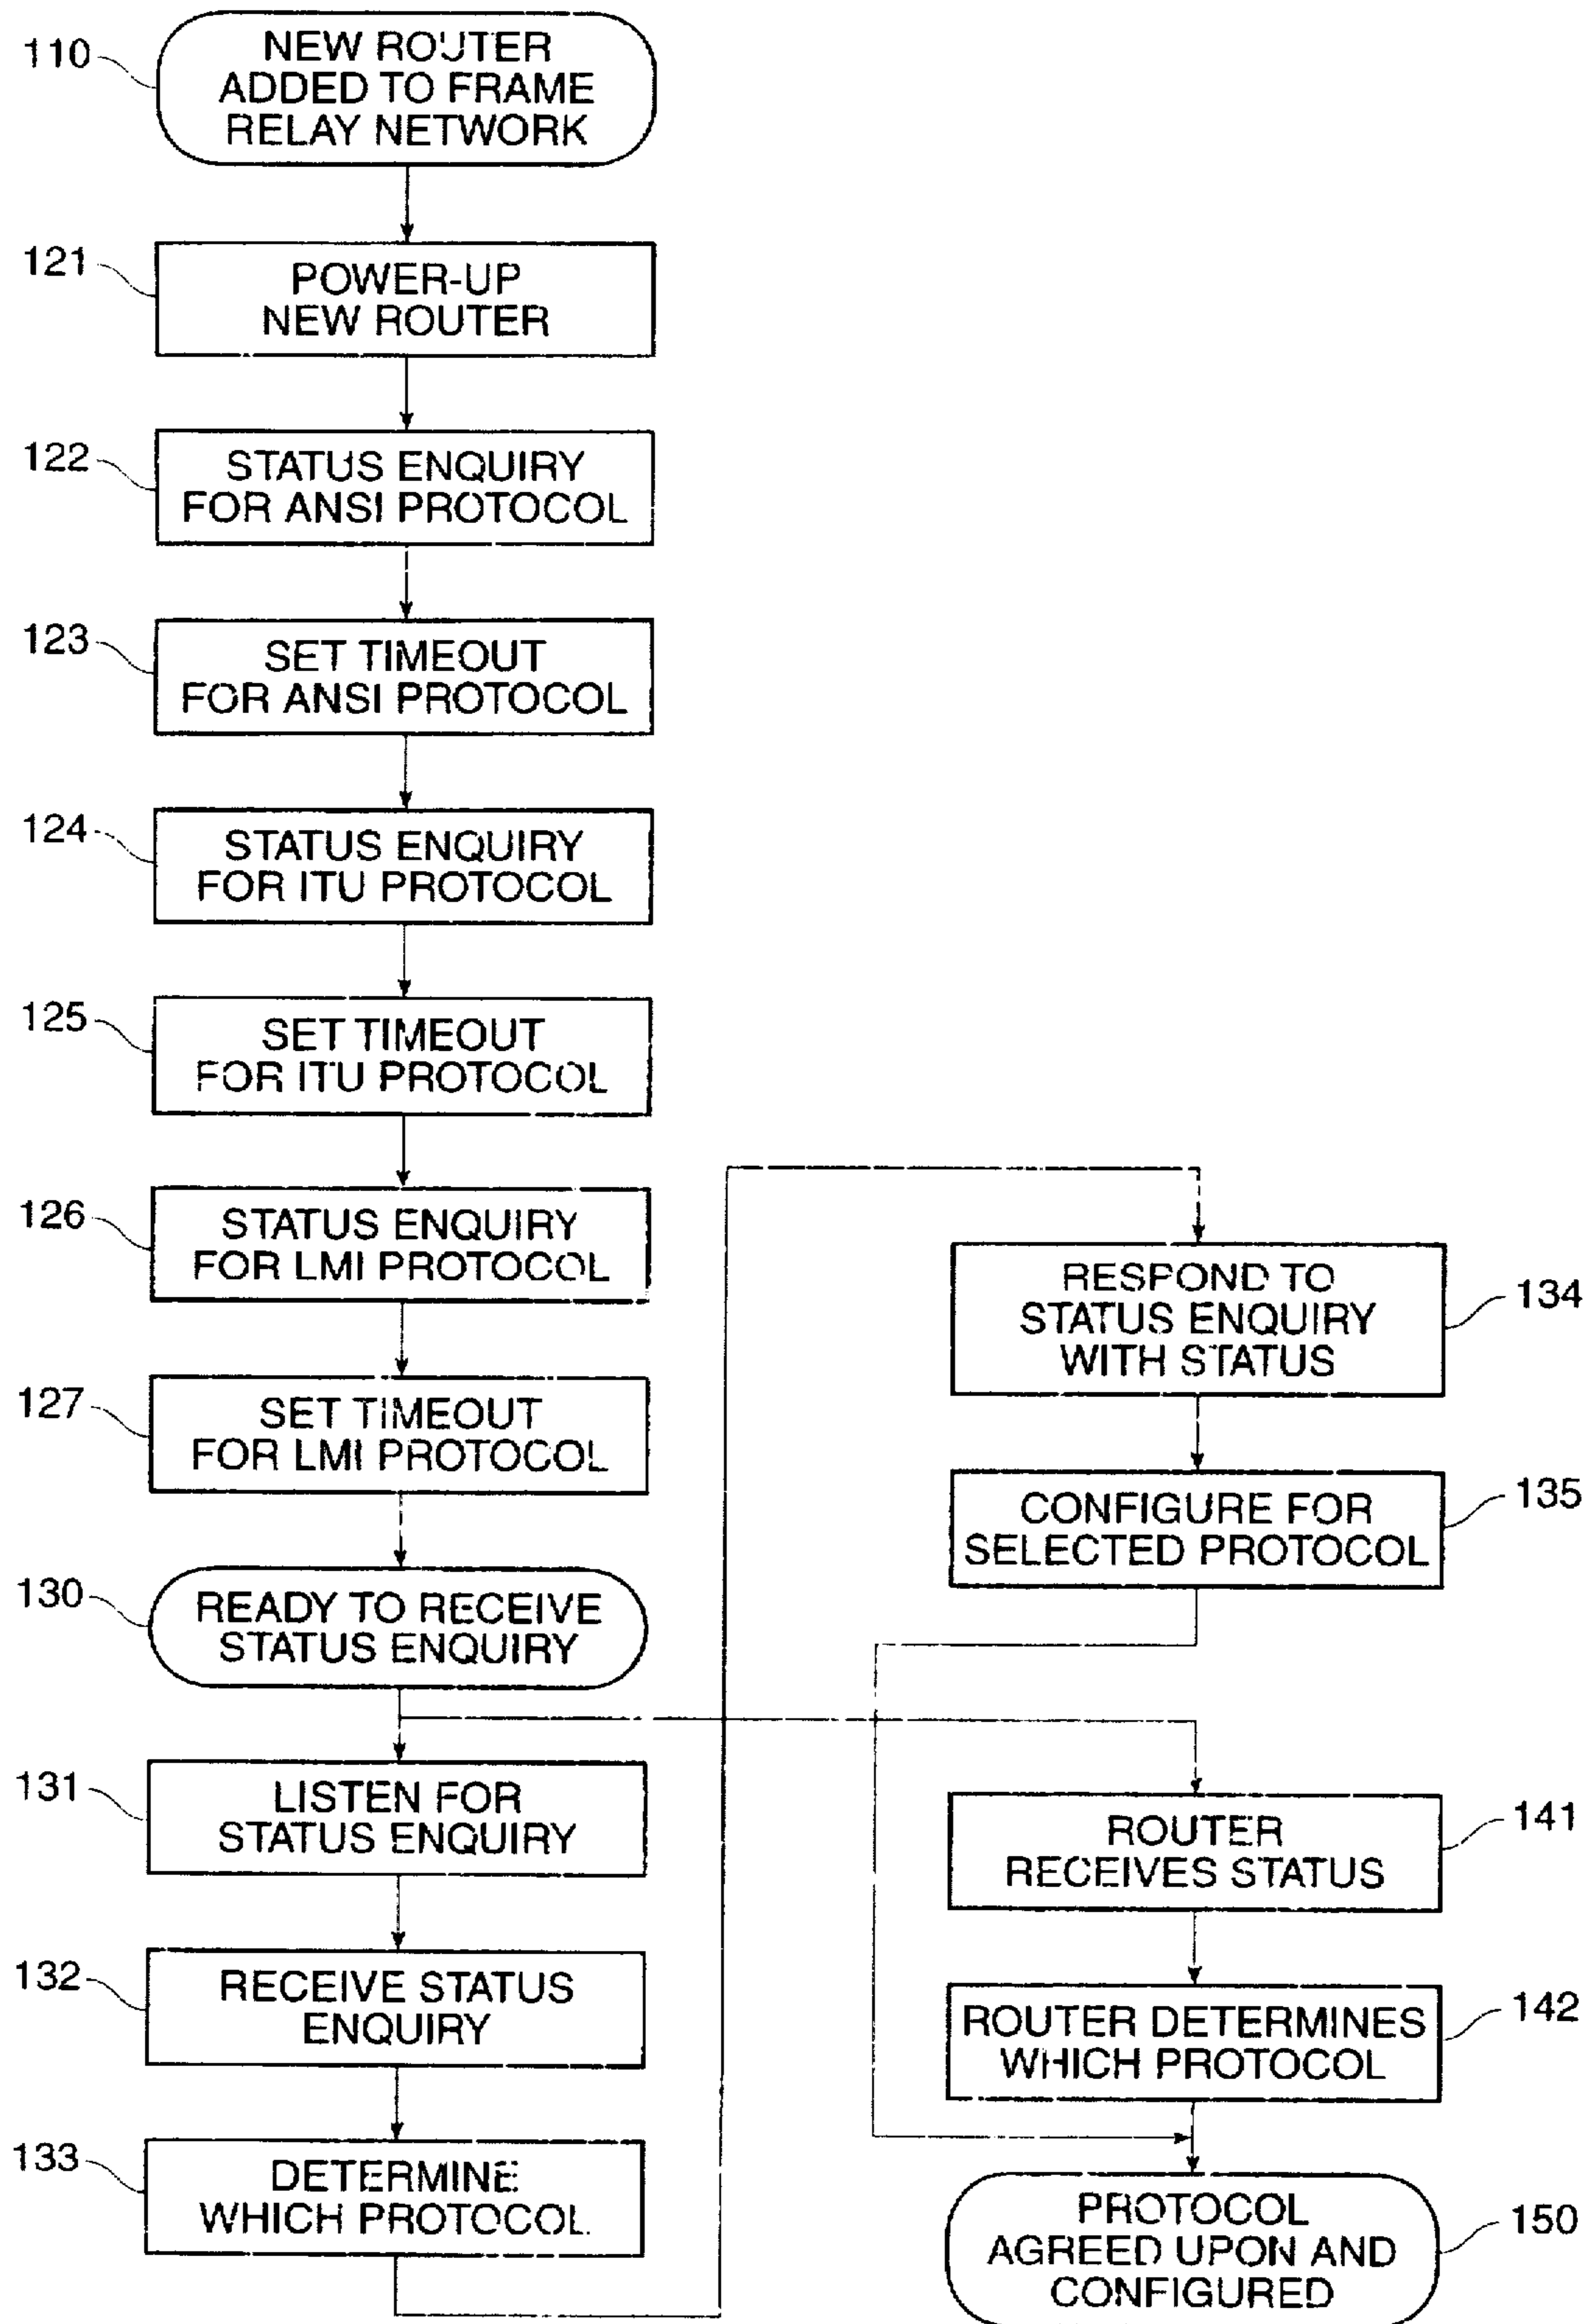 110
NEW ROUTER
ADDED TO FRAME
RELAY NETWORK
121
POWER-UP
NEW ROUTER
122
STATUS ENQUIRY
FOR ANSI PROTOCOL
123
SET TIMEOUT
FOR ANSI PROTOCOL
124
STATUS ENQUIRY
FOR ITU PROTOCOL
125
SET TIMEOUT
FOR ITU PROTOCOL
126
STATUS ENQUIRY
FOR LMI PROTOCOL
127
SET TIMEOUT
FOR LMI PROTOCOL
130
READY TO RECEIVE
STATUS ENQUIRY
131
LISTEN FOR
STATUS ENQUIRY
132
RECEIVE STATUS
ENQUIRY
133
DETERMINE
WHICH PROTOCOL
RESPOND TO
STATUS ENQUIRY
WITH STATUS
134
CONFIGURE FOR
SELECTED PROTOCOL
135
ROUTER
RECEIVES STATUS
141
ROUTER DETERMINES
WHICH PROTOCOL
142
PROTOCOL
AGREED UPON AND
CONFIGURED
150